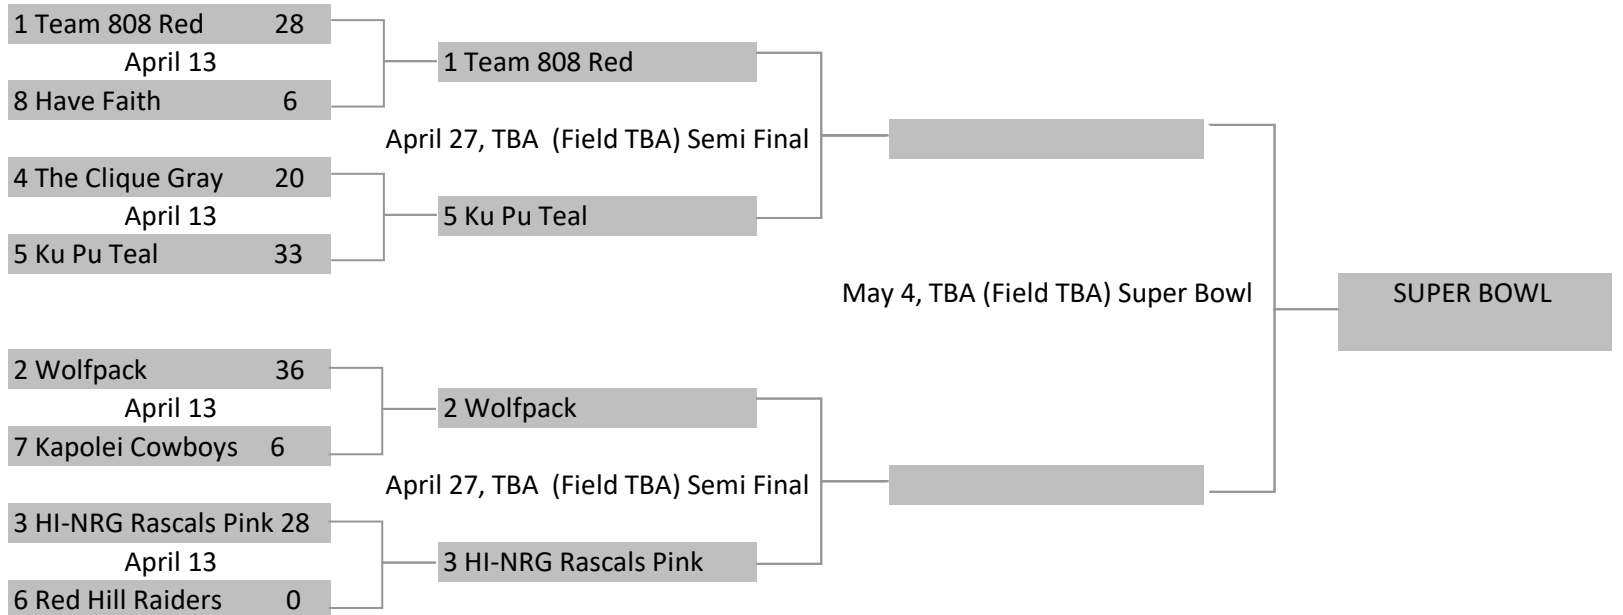 1 Team 808 Red 28
April 13
8 Have Faith 6
1 Team 808 Red
April 27, TBA (Field TBA) Semi Final
4 The Clique Gray 20
April 13
5 Ku Pu Teal 33
5 Ku Pu Teal
May 4, TBA (Field TBA) Super Bowl
SUPER BOWL
2 Wolfpack 36
April 13
7 Kapolei Cowboys 6
2 Wolfpack
April 27, TBA (Field TBA) Semi Final
3 HI-NRG Rascals Pink 28
April 13
6 Red Hill Raiders 0
3 HI-NRG Rascals Pink